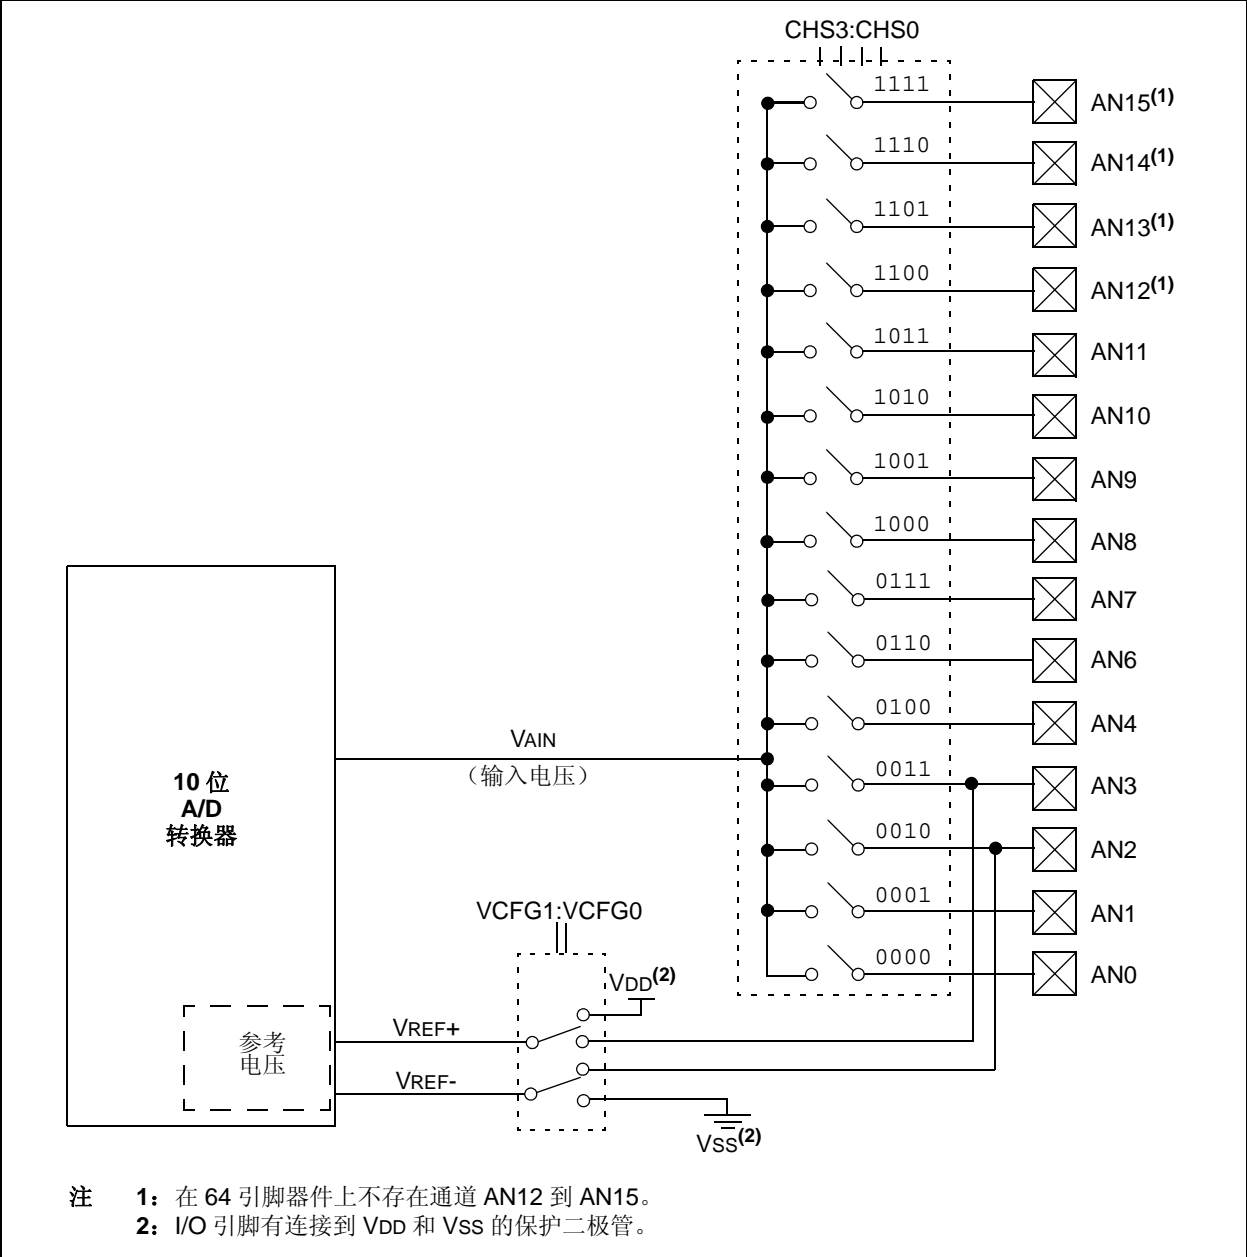 CHS3:CHS0
1111
AN15(1)
1110
AN14(1)
1101
AN13(1)
1100
AN12(1)
1011
AN11
1010
AN10
1001
AN9
1000
AN8
0111
AN7
0110
AN6
0100
AN4
VAIN
（输入电压）
0011
AN3
10 位
A/D
转换器
0010
AN2
0001
AN1
VCFG1:VCFG0
0000
AN0
VDD(2)
VREF+
参考
电压
VREF-
VSS(2)
注 1：在 64 引脚器件上不存在通道 AN12 到 AN15。
2：I/O 引脚有连接到 VDD 和 VSS 的保护二极管。